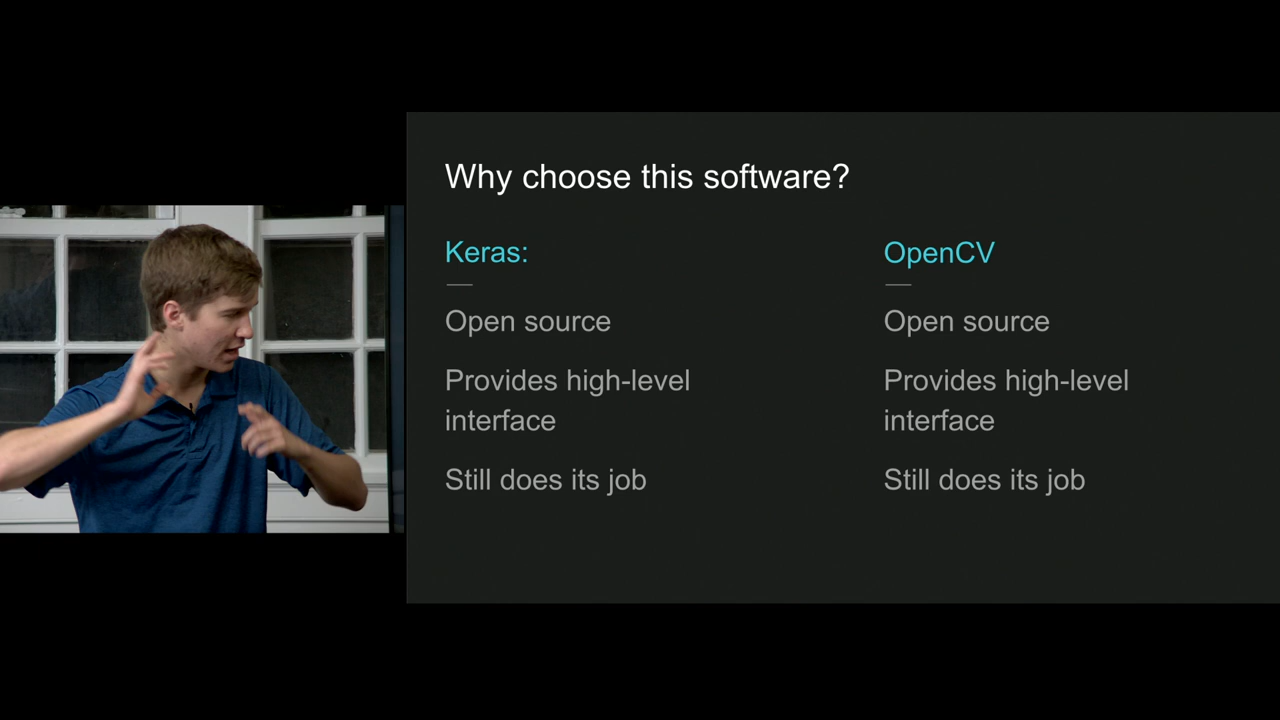 Why choose this software?
Keras:
Open source
Provides high-level
interface
Still does its job
OpenCV
Open source
Provides high-level
interface
Still does its job